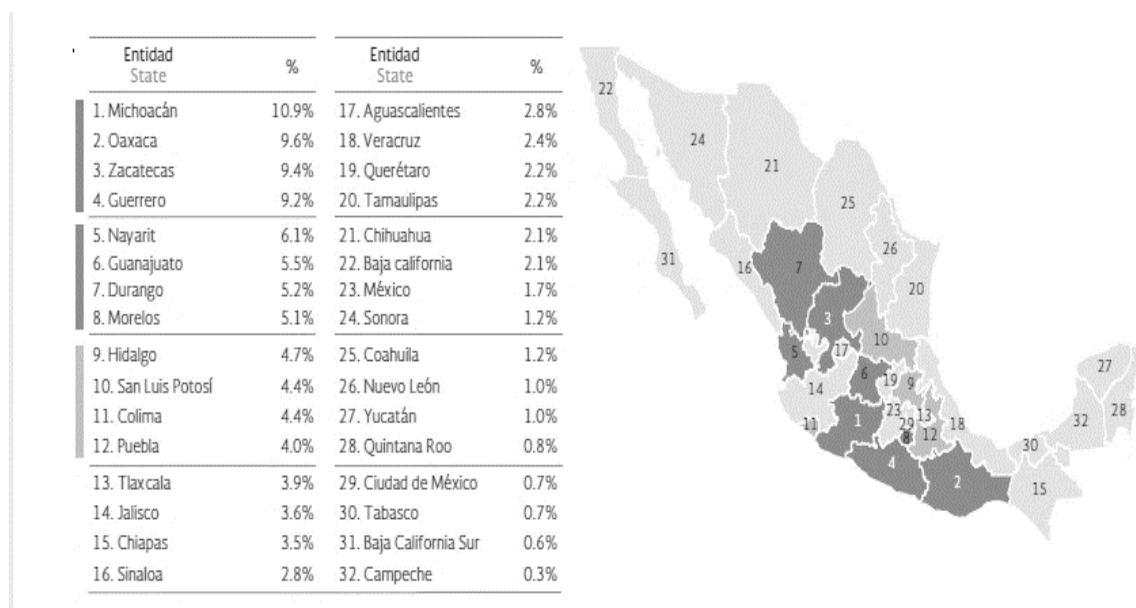 Entidad
State
%
Entidad
State
%
1. Michoacán 10.9% 17. Aguascalientes 2.8%
2. Oaxaca 9.6% 18. Veracruz 2.4%
3. Zacatecas 9.4% 19. Querétaro 2.2%
4. Guerrero 9.2% 20. Tamaulipas 2.2%
5. Nayarit 6.1% 21. Chihuahua 2.1%
6. Guanajuato 5.5% 22. Baja california 2.1%
7. Durango 5.2% 23. México 1.7%
8. Morelos 5.1% 24. Sonora 1.2%
9. Hidalgo 4.7% 25. Coahuila 1.2%
10. San Luis Potosí 4.4% 26. Nuevo León 1.0%
11. Colima 4.4% 27. Yucatán 1.0%
12. Puebla 4.0% 28. Quintana Roo 0.8%
13. Tlaxcala 3.9% 29. Ciudad de México 0.7%
14. Jalisco 3.6% 30. Tabasco 0.7%
15. Chiapas 3.5% 31. Baja California Sur 0.6%
16. Sinaloa 2.8% 32. Campeche 0.3%
22
24
21
25
26
31
16
7
20
3
10
5
17
27
14
6
19
9
28
11
1
23
13
29
12
18
32
8
30
4
2
15